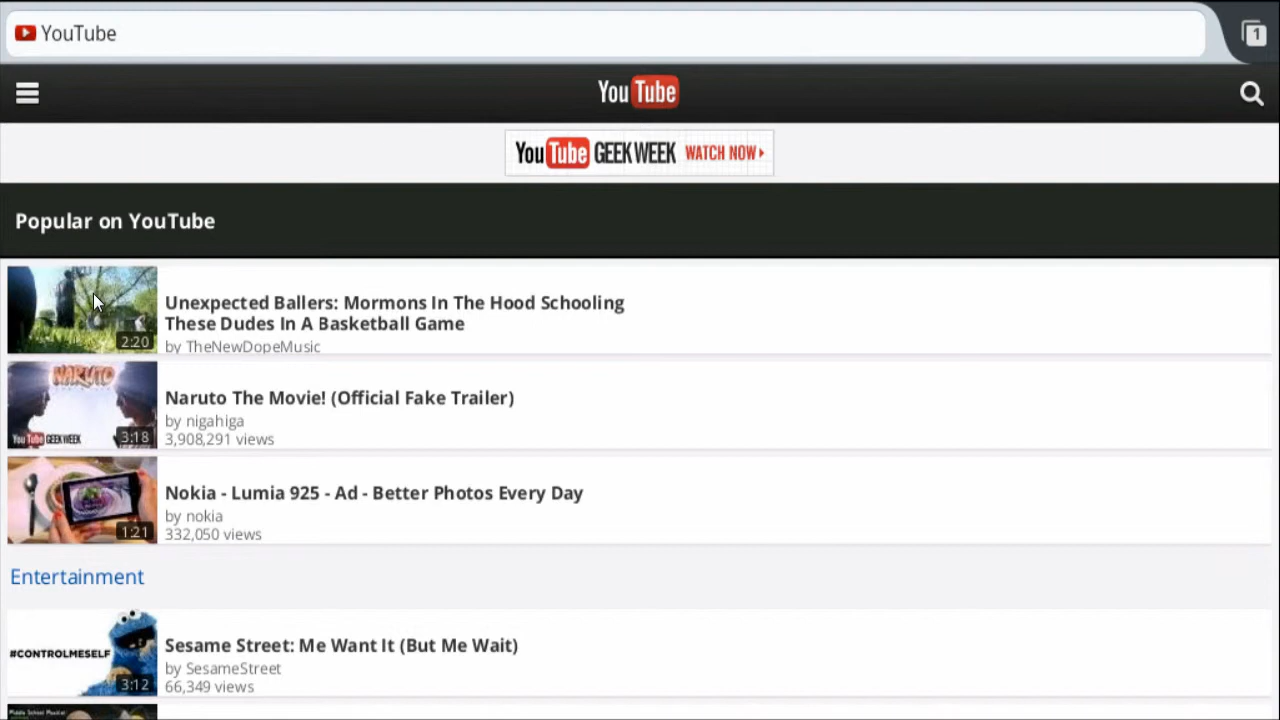 YouTube
1
YouTube
YouTube GEEK WEEK WATCH NOW
Popular on YouTube
2:20
Unexpected Ballers: Mormons In The Hood Schooling
These Dudes In A Basketball Game
by TheNewDopeMusic
NARUTO
YouTube GEEK WEEK
3:18
Naruto The Movie! (Official Fake Trailer)
by nigahiga
3,908,291 views
1:21
Nokia - Lumia 925 - Ad - Better Photos Every Day
by nokia
332,050 views
Entertainment
#CONTROLMESELF
3:12
Sesame Street: Me Want It (But Me Wait)
by SesameStreet
66,349 views
Middle School Musical